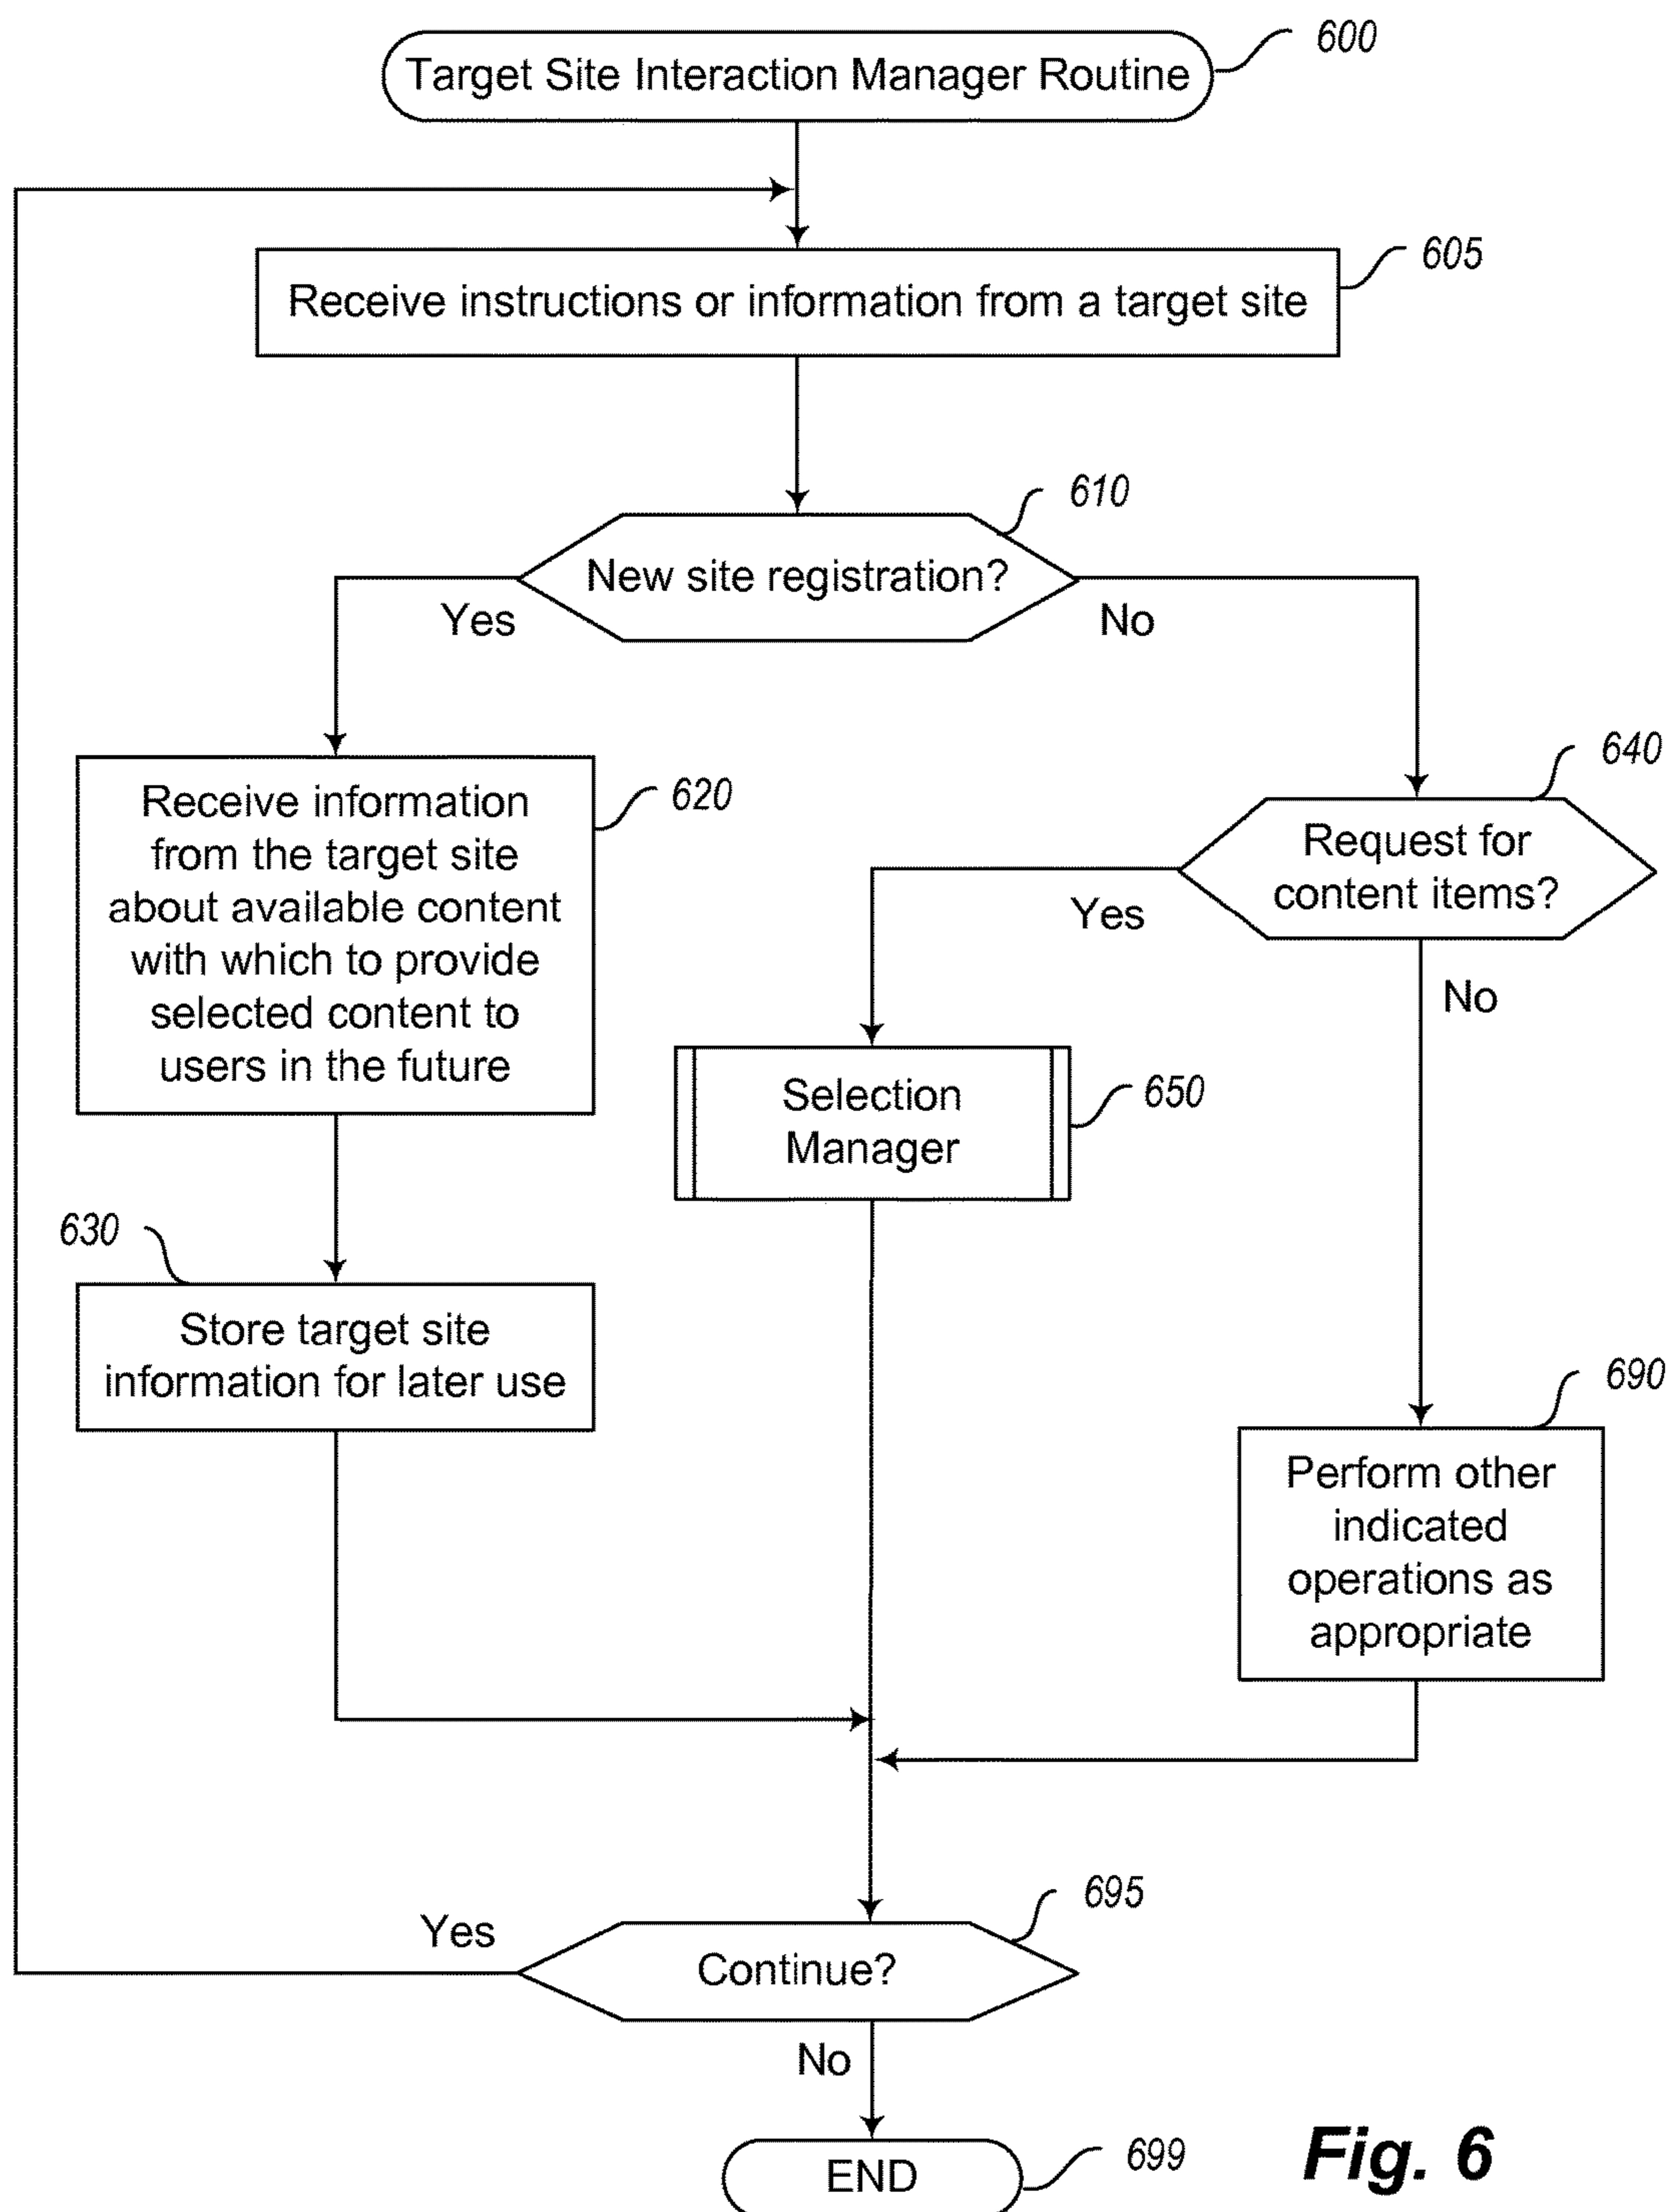 600
Target Site Interaction Manager Routine
605
Receive instructions or information from a target site
610
New site registration?
Yes
No
640
Request for
content items?
620
Receive information
from the target site
about available content
with which to provide
selected content to
users in the future
Yes
No
650
Selection
Manager
630
Store target site
information for later use
690
Perform other
indicated
operations as
appropriate
695
Continue?
Yes
No
699
END
Fig. 6